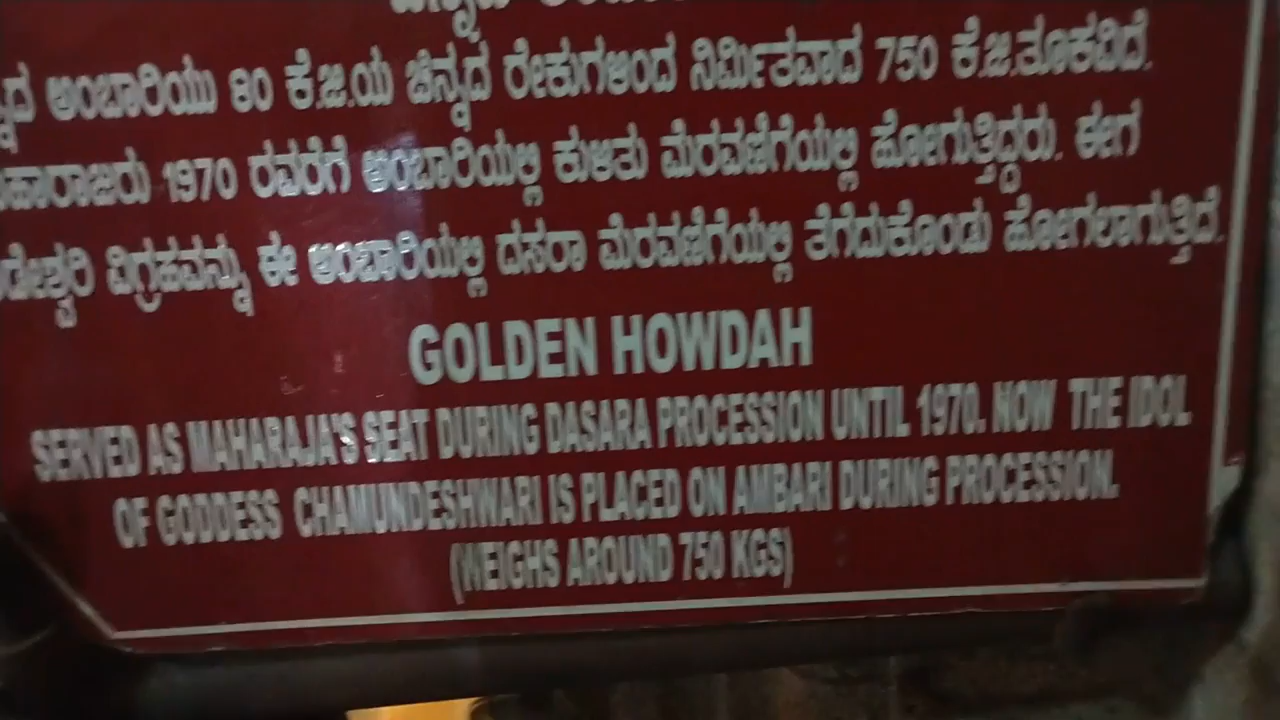 ಅಂಬಾರಿಯು 80 ಕೆ.ಜಿ.ಯ ಚಿನ್ನದ ರೇಕುಗಳಿಂದ ನಿರ್ಮಿತವಾದ 750 ಕೆ.ಜಿ.ತೂಕವಿದೆ.
1970 ರವರೆಗೆ ಅಂಬಾರಿಯಲ್ಲಿ ಕುಳಿತು ಮೆರವಣಿಗೆಯಲ್ಲಿ ಹೋಗುತ್ತಿದ್ದರು. ಈಗ
ವಿಗ್ರಹವನ್ನು ಈ ಅಂಬಾರಿಯಲ್ಲಿ ದಸರಾ ಮೆರವಣಿಗೆಯಲ್ಲಿ ತೆಗೆದುಕೊಂಡು ಹೋಗಲಾಗುತ್ತಿದೆ.
GOLDEN HOWDAH
SERVED AS MAHARAJA'S SEAT DURING DASARA PROCESSION UNTIL 1970. NOW THE IDOL
OF GODDESS CHAMUNDESHWARI IS PLACED ON AMBARI DURING PROCESSION.
(WEIGHS AROUND 750 KGS)